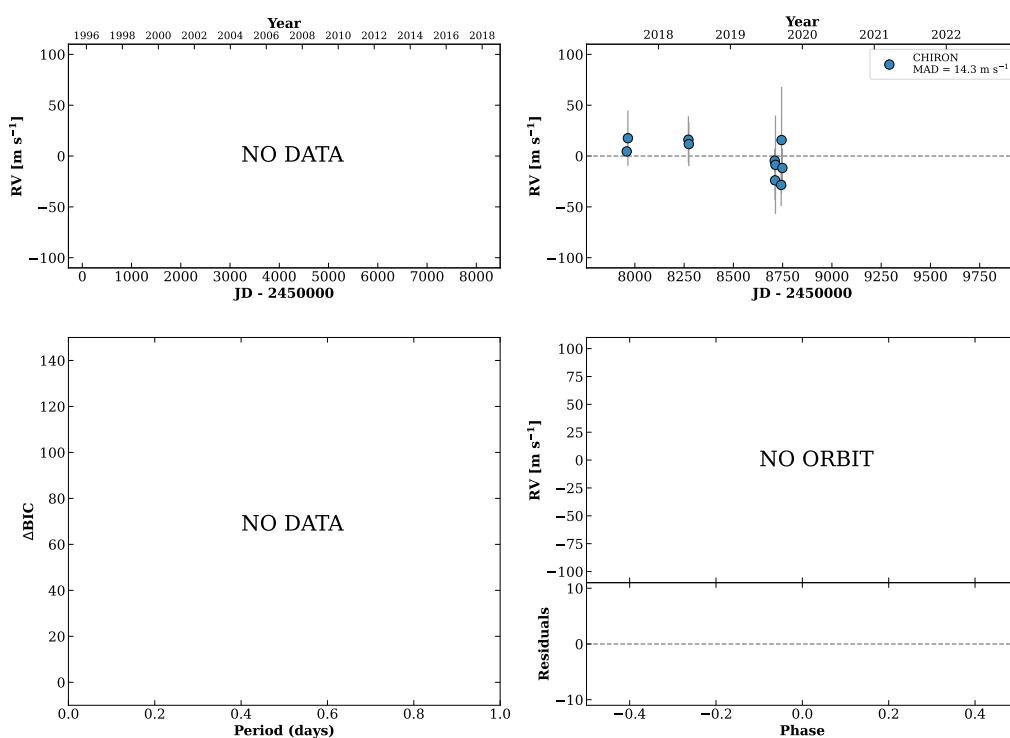 Year
1996 1998 2000 2002 2004 2006 2008 2010 2012 2014 2016 2018
100
50
0
−50
−100
RV [m s⁻¹]
NO DATA
0 1000 2000 3000 4000 5000 6000 7000 8000
JD - 2450000
Year
2018 2019 2020 2021 2022
CHIRON
MAD = 14.3 m s⁻¹
100
50
0
−50
−100
RV [m s⁻¹]
8000 8250 8500 8750 9000 9250 9500 9750
JD - 2450000
140
120
100
80
60
40
20
0
ΔBIC
NO DATA
0.0 0.2 0.4 0.6 0.8 1.0
Period (days)
100
75
50
25
0
−25
−50
−75
−100
RV [m s⁻¹]
NO ORBIT
10
0
−10
Residuals
−0.4 −0.2 0.0 0.2 0.4
Phase